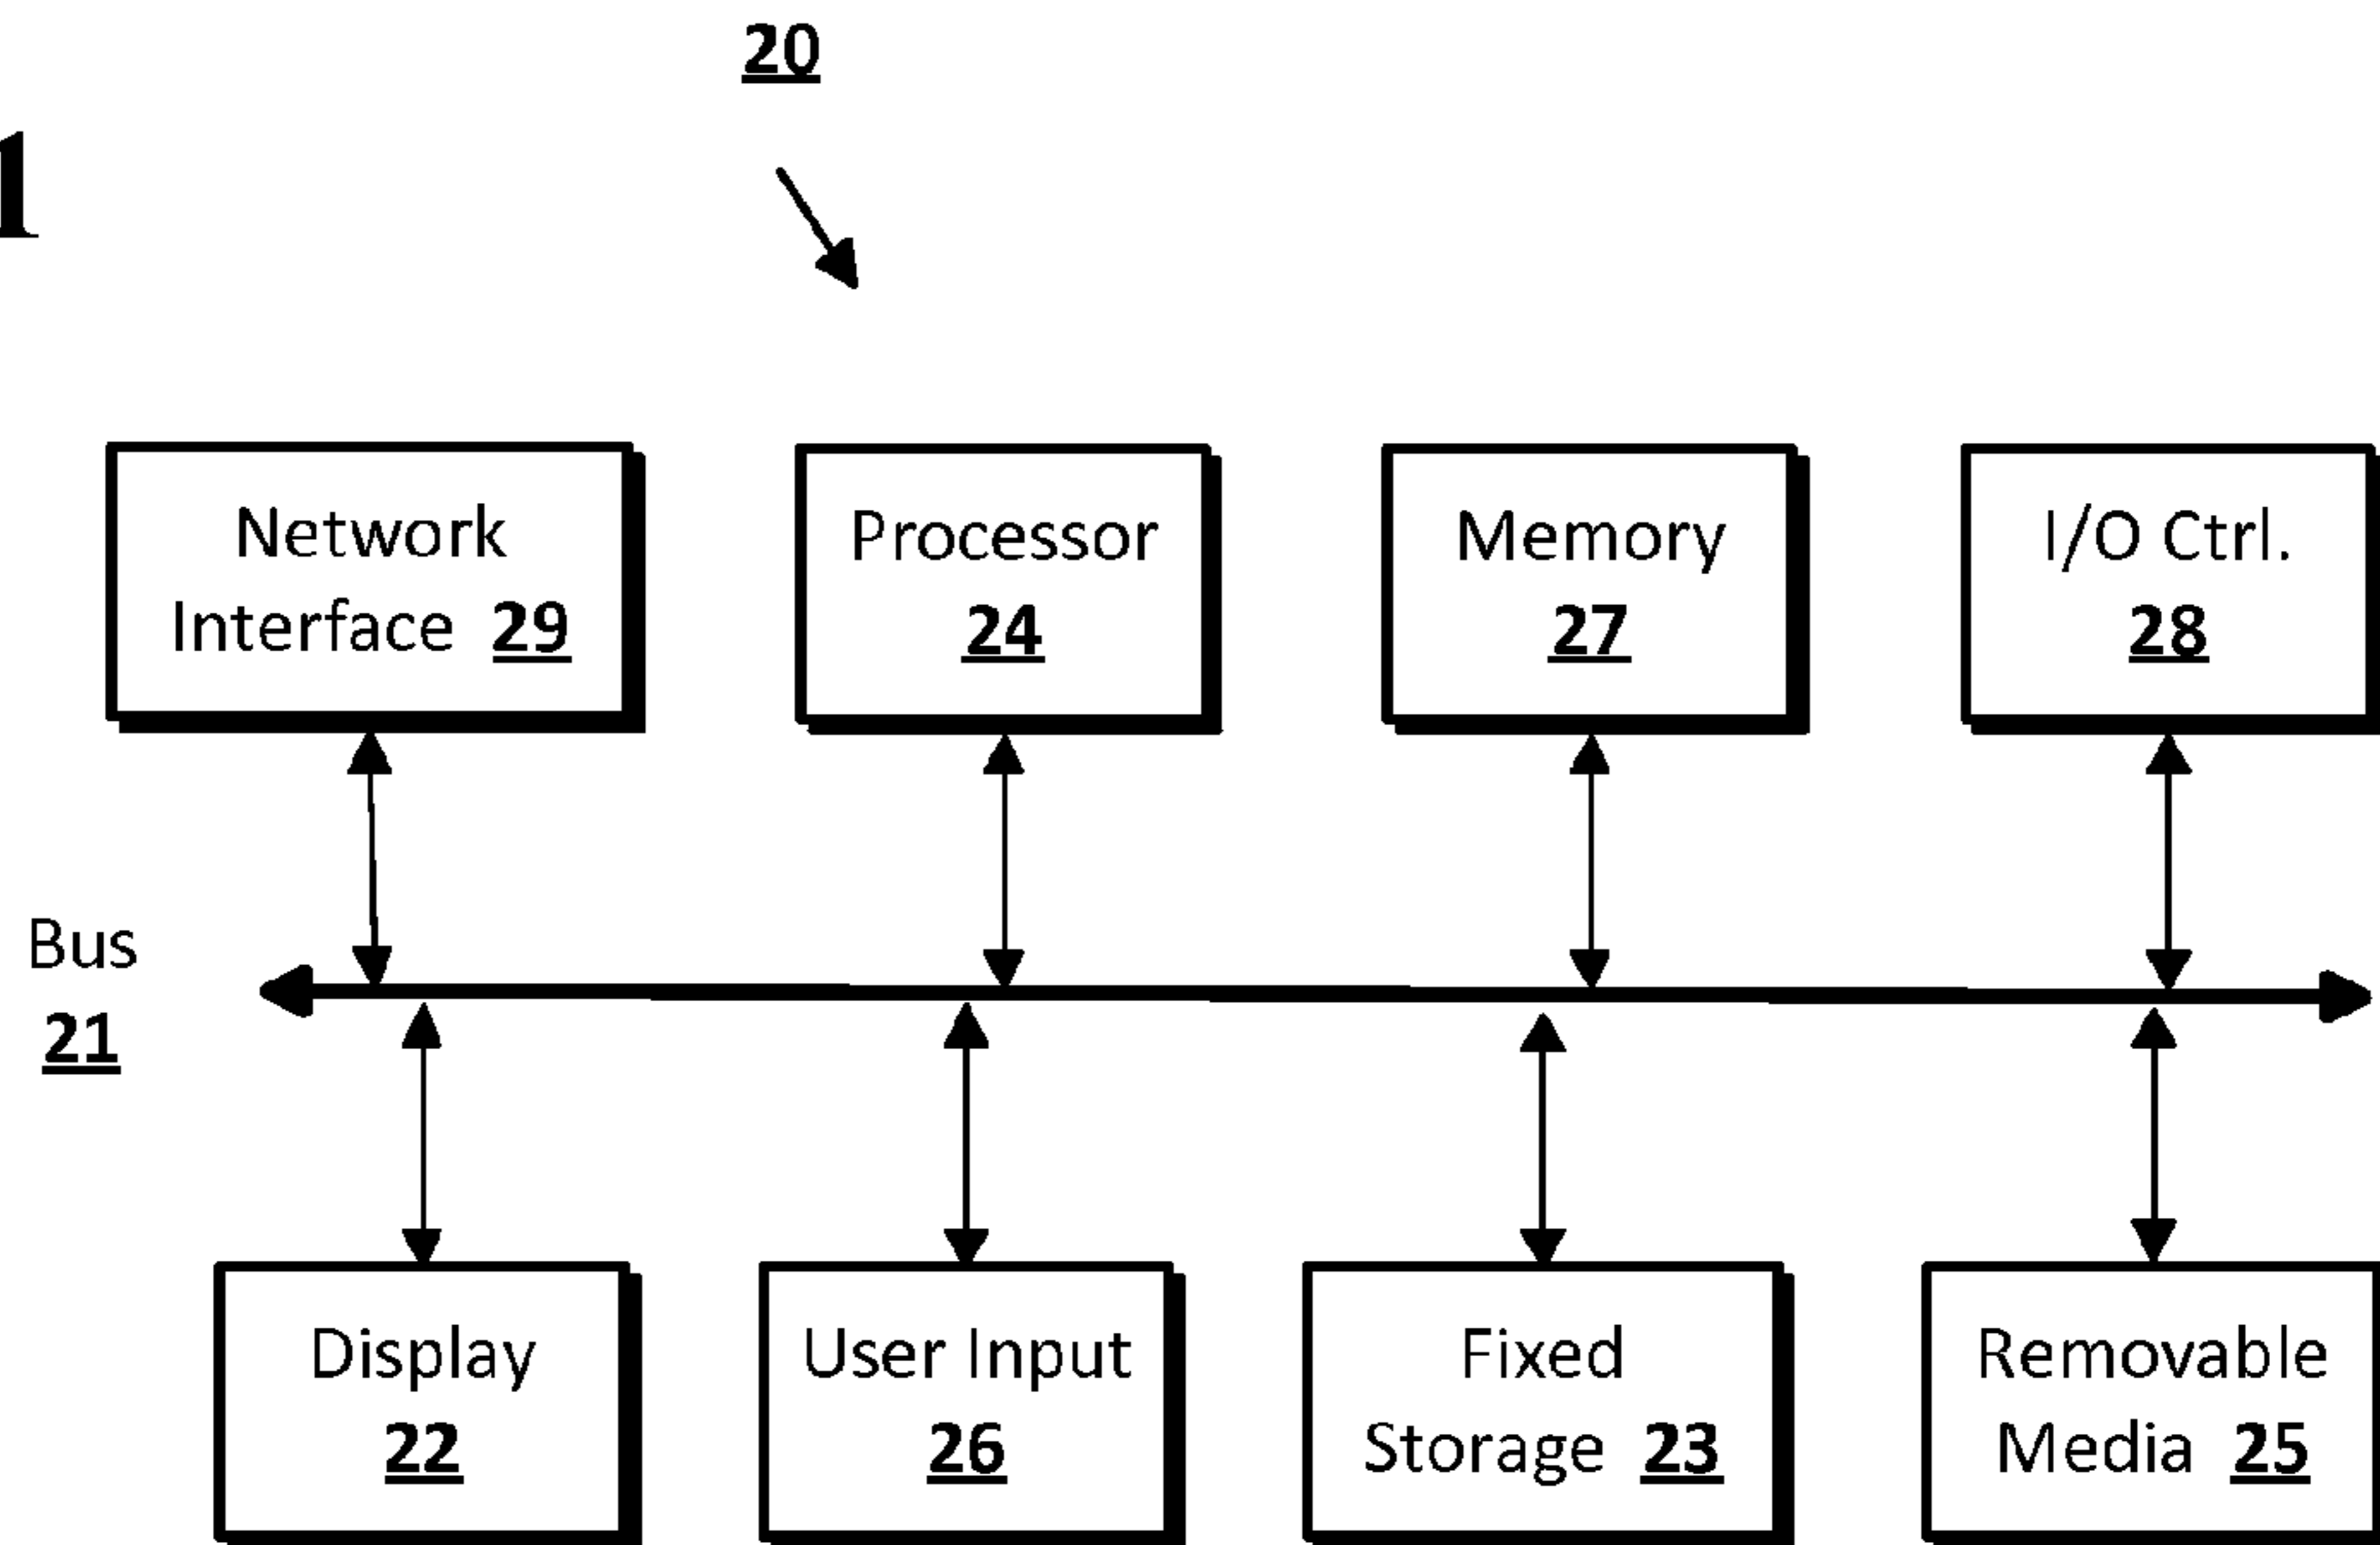 20
1
Network
Interface 29
Processor
24
Memory
27
I/O Ctrl.
28
Bus
21
Display
22
User Input
26
Fixed
Storage 23
Removable
Media 25